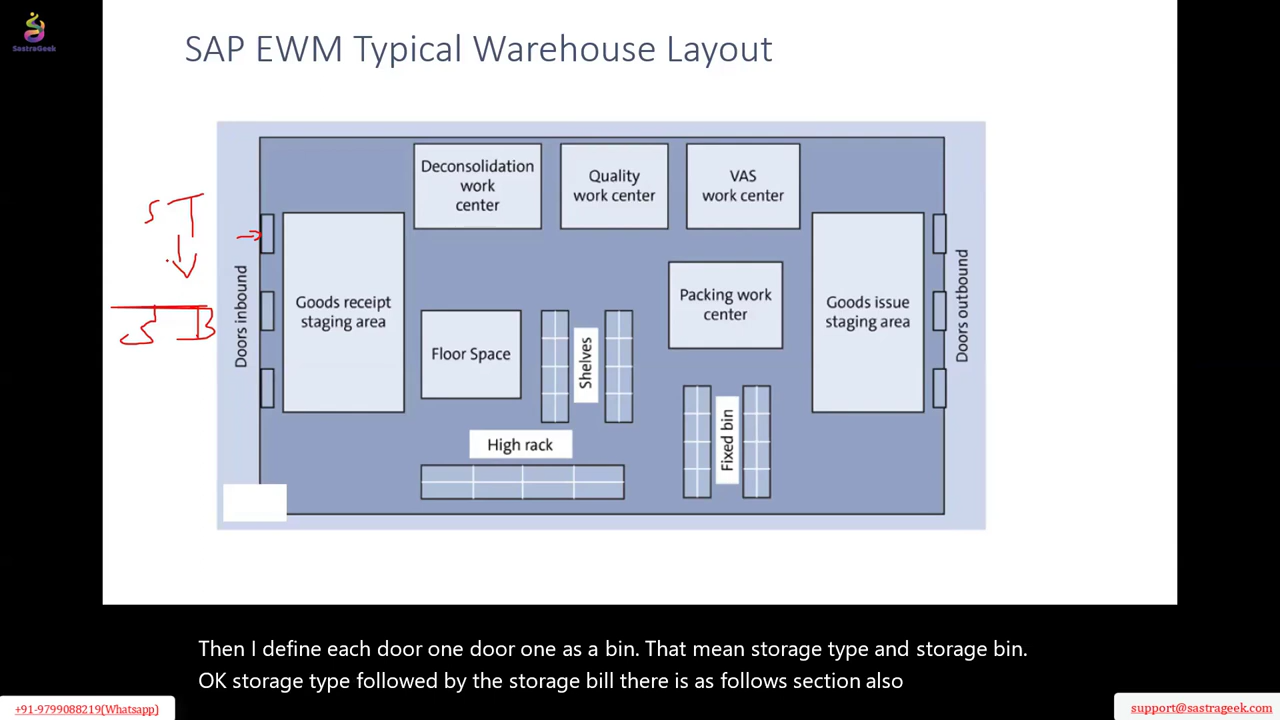 SastraGeek
SAP EWM Typical Warehouse Layout
Deconsolidation
work
center
Quality
work center
VAS
work center
ST
SB
Doors inbound
Goods receipt
staging area
Floor Space
Shelves
High rack
Packing work
center
Fixed bin
Goods issue
staging area
Doors outbound
Then I define each door one door one as a bin. That mean storage type and storage bin.
OK storage type followed by the storage bill there is as follows section also
+91-9799088219(Whatsapp)
support@sastrageek.com